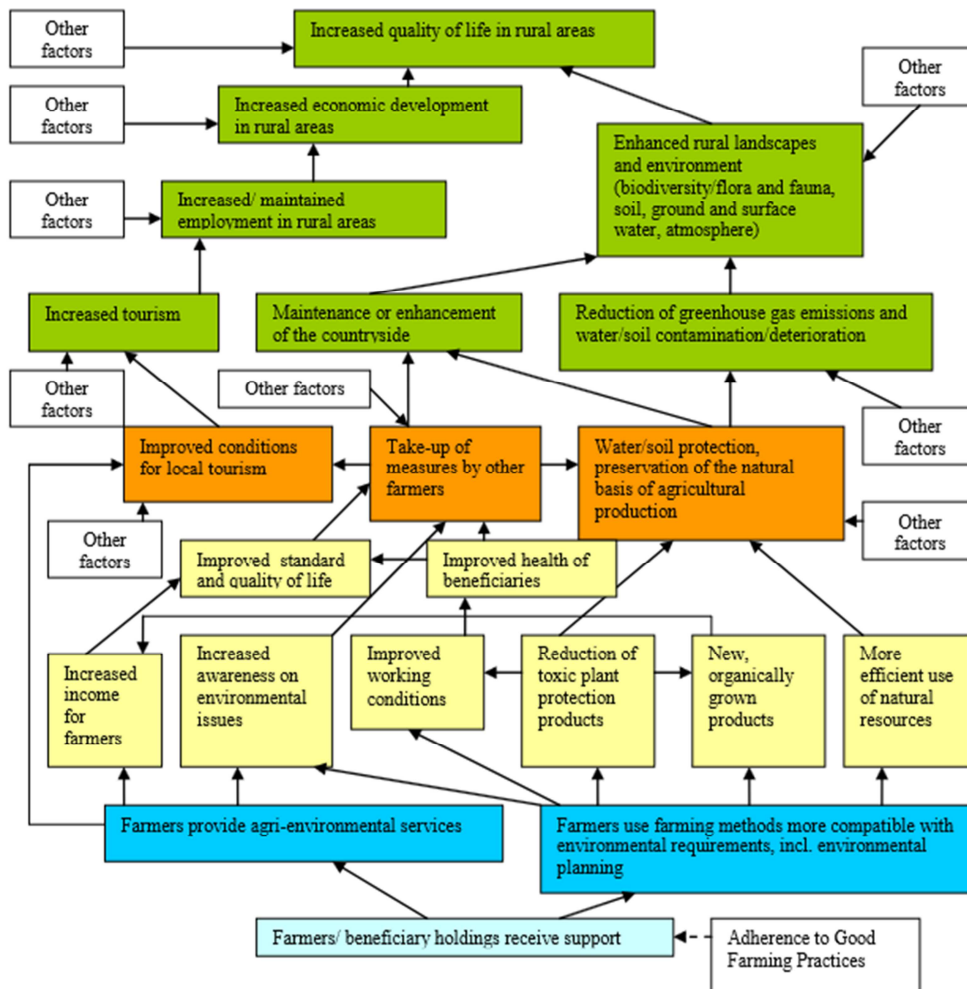 Other
factors
Increased quality of life in rural areas
Other
factors
Other
factors
Increased economic development
in rural areas
Enhanced rural landscapes
and environment
(biodiversity/flora and fauna,
soil, ground and surface
water, atmosphere)
Other
factors
Increased/ maintained
employment in rural areas
Increased tourism
Maintenance or enhancement
of the countryside
Reduction of greenhouse gas emissions and
water/soil contamination/deterioration
Other
factors
Other factors
Other
factors
Improved conditions
for local tourism
Take-up of
measures by other
farmers
Water/soil protection,
preservation of the natural
basis of agricultural
production
Other
factors
Other
factors
Improved standard
and quality of life
Improved health of
beneficiaries
Increased
income for
farmers
Increased
awareness on
environmental
issues
Improved
working
conditions
Reduction of
toxic plant
protection
products
New,
organically
grown
products
More
efficient use
of natural
resources
Farmers provide agri-environmental services
Farmers use farming methods more compatible with
environmental requirements, incl. environmental
planning
Farmers/ beneficiary holdings receive support
Adherence to Good
Farming Practices